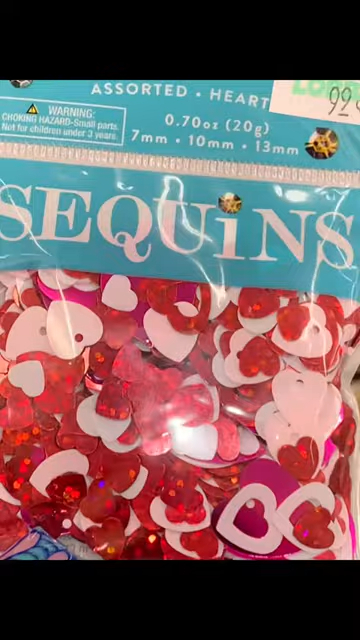 ASSORTED • HEART
99
⚠ WARNING:
CHOKING HAZARD-Small parts.
Not for children under 3 years.
0.70oz (20g)
7mm • 10mm • 13mm
SEQUiNS